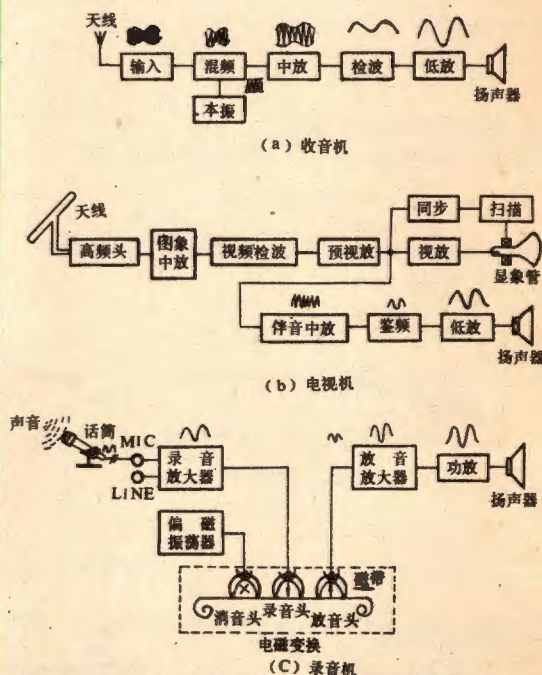 天线
输入 混频 中放 检波 低放
扬声器
本振
(a) 收音机
天线
同步 扫描
高频头 图象中放 视频检波 预视放 视放
显象管
伴音中放 鉴频 低放
扬声器
(b) 电视机
声音
话筒
MIC
LINE
录音放大器
放音放大器
功放
扬声器
偏磁振荡器
磁带
消音头 录音头 放音头
电磁变换
(C) 录音机